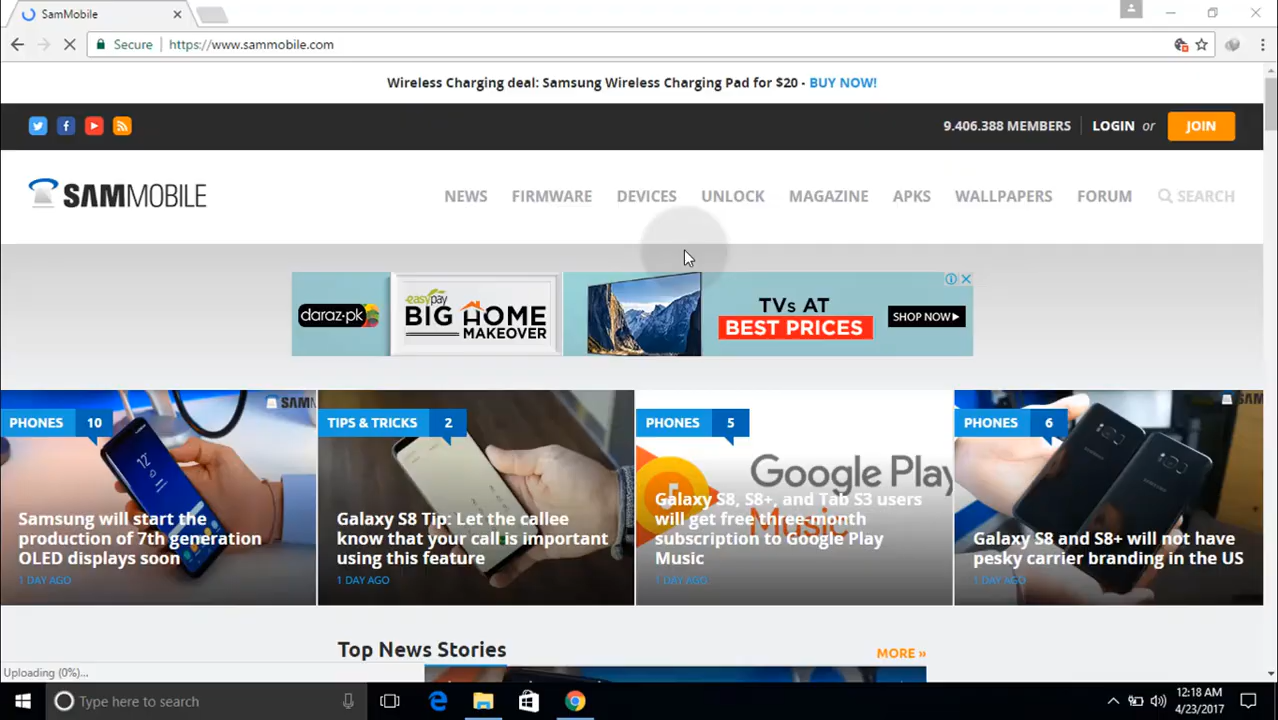 SamMobile
Secure
https://www.sammobile.com
Wireless Charging deal: Samsung Wireless Charging Pad for $20 - BUY NOW!
9.406.388 MEMBERS
LOGIN or
JOIN
SAMMOBILE
NEWS
FIRMWARE
DEVICES
UNLOCK
MAGAZINE
APKS
WALLPAPERS
FORUM
SEARCH
daraz.pk
easypay
BIG HOME
MAKEOVER
TVs AT
BEST PRICES
SHOP NOW
PHONES 10
Samsung will start the
production of 7th generation
OLED displays soon
1 DAY AGO
TIPS & TRICKS 2
Galaxy S8 Tip: Let the callee
know that your call is important
using this feature
1 DAY AGO
PHONES 5
Google Play
Galaxy S8, S8+, and Tab S3 users
will get free three-month
subscription to Google Play
Music
1 DAY AGO
PHONES 6
Galaxy S8 and S8+ will not have
pesky carrier branding in the US
1 DAY AGO
Top News Stories
MORE »
Uploading (0%)...
Type here to search
12:18 AM
4/23/2017